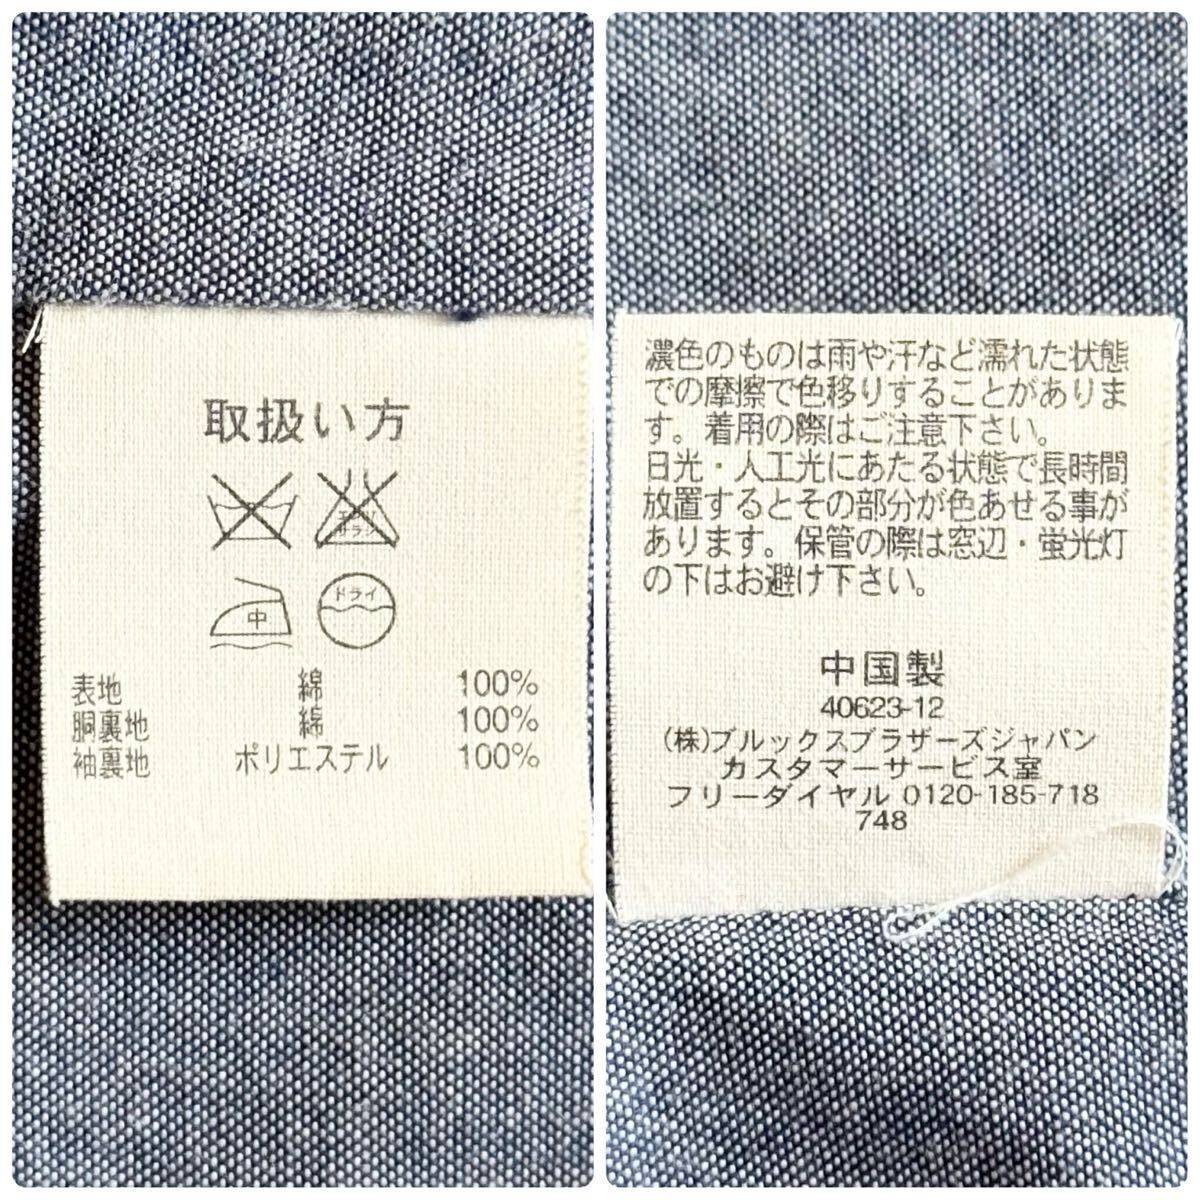 取扱い方
エンソ
サラシ
中
ドライ
表地 綿 100%
胴裏地 綿 100%
袖裏地 ポリエステル 100%
濃色のものは雨や汗など濡れた状態
での摩擦で色移りすることがありま
す。着用の際はご注意下さい。
日光・人工光にあたる状態で長時間
放置するとその部分が色あせる事が
あります。保管の際は窓辺・蛍光灯
の下はお避け下さい。
中国製
40623-12
(株)ブルックスブラザーズジャパン
カスタマーサービス室
フリーダイヤル 0120-185-718
748